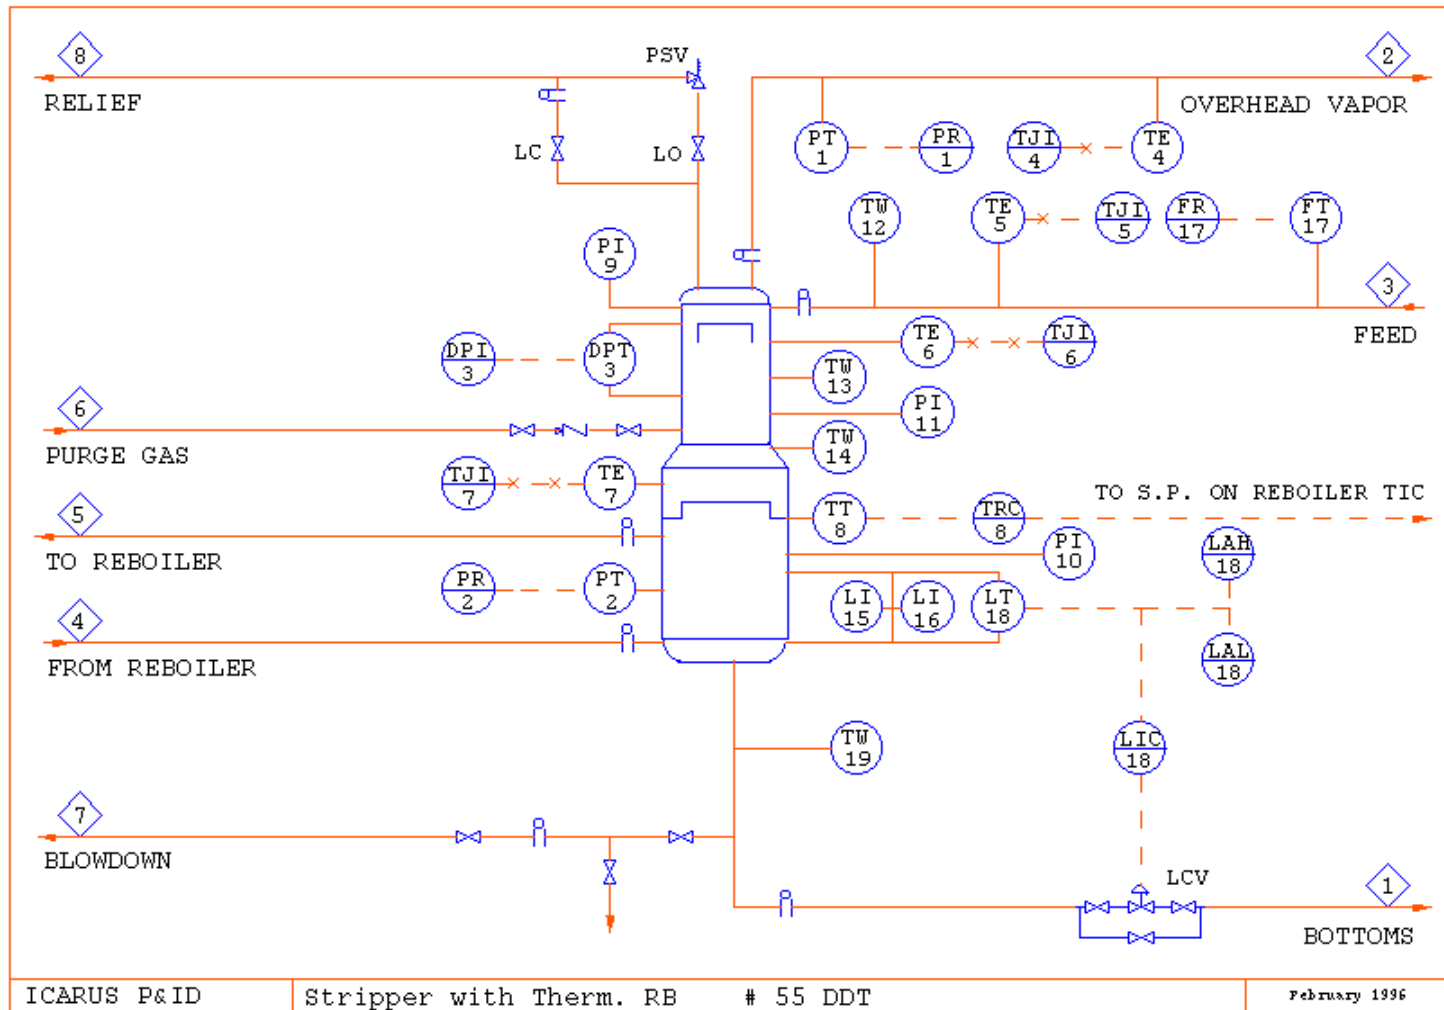 8
PSV
2
RELIEF
OVERHEAD VAPOR
LC
LO
PT
1
PR
1
TJI
4
TE
4
TW
12
TE
5
TJI
5
FR
17
FT
17
PI
9
3
FEED
DPI
3
DPT
3
TE
6
TJI
6
TW
13
6
PI
11
PURGE GAS
TW
14
TJI
7
TE
7
TO S.P. ON REBOILER TIC
5
TT
8
TRC
8
TO REBOILER
PI
10
LAH
18
PR
2
PT
2
LI
15
LI
16
LT
18
4
FROM REBOILER
LAL
18
TW
19
LIC
18
7
BLOWDOWN
LCV
1
BOTTOMS
ICARUS P&ID
Stripper with Therm. RB # 55 DDT
February 1996